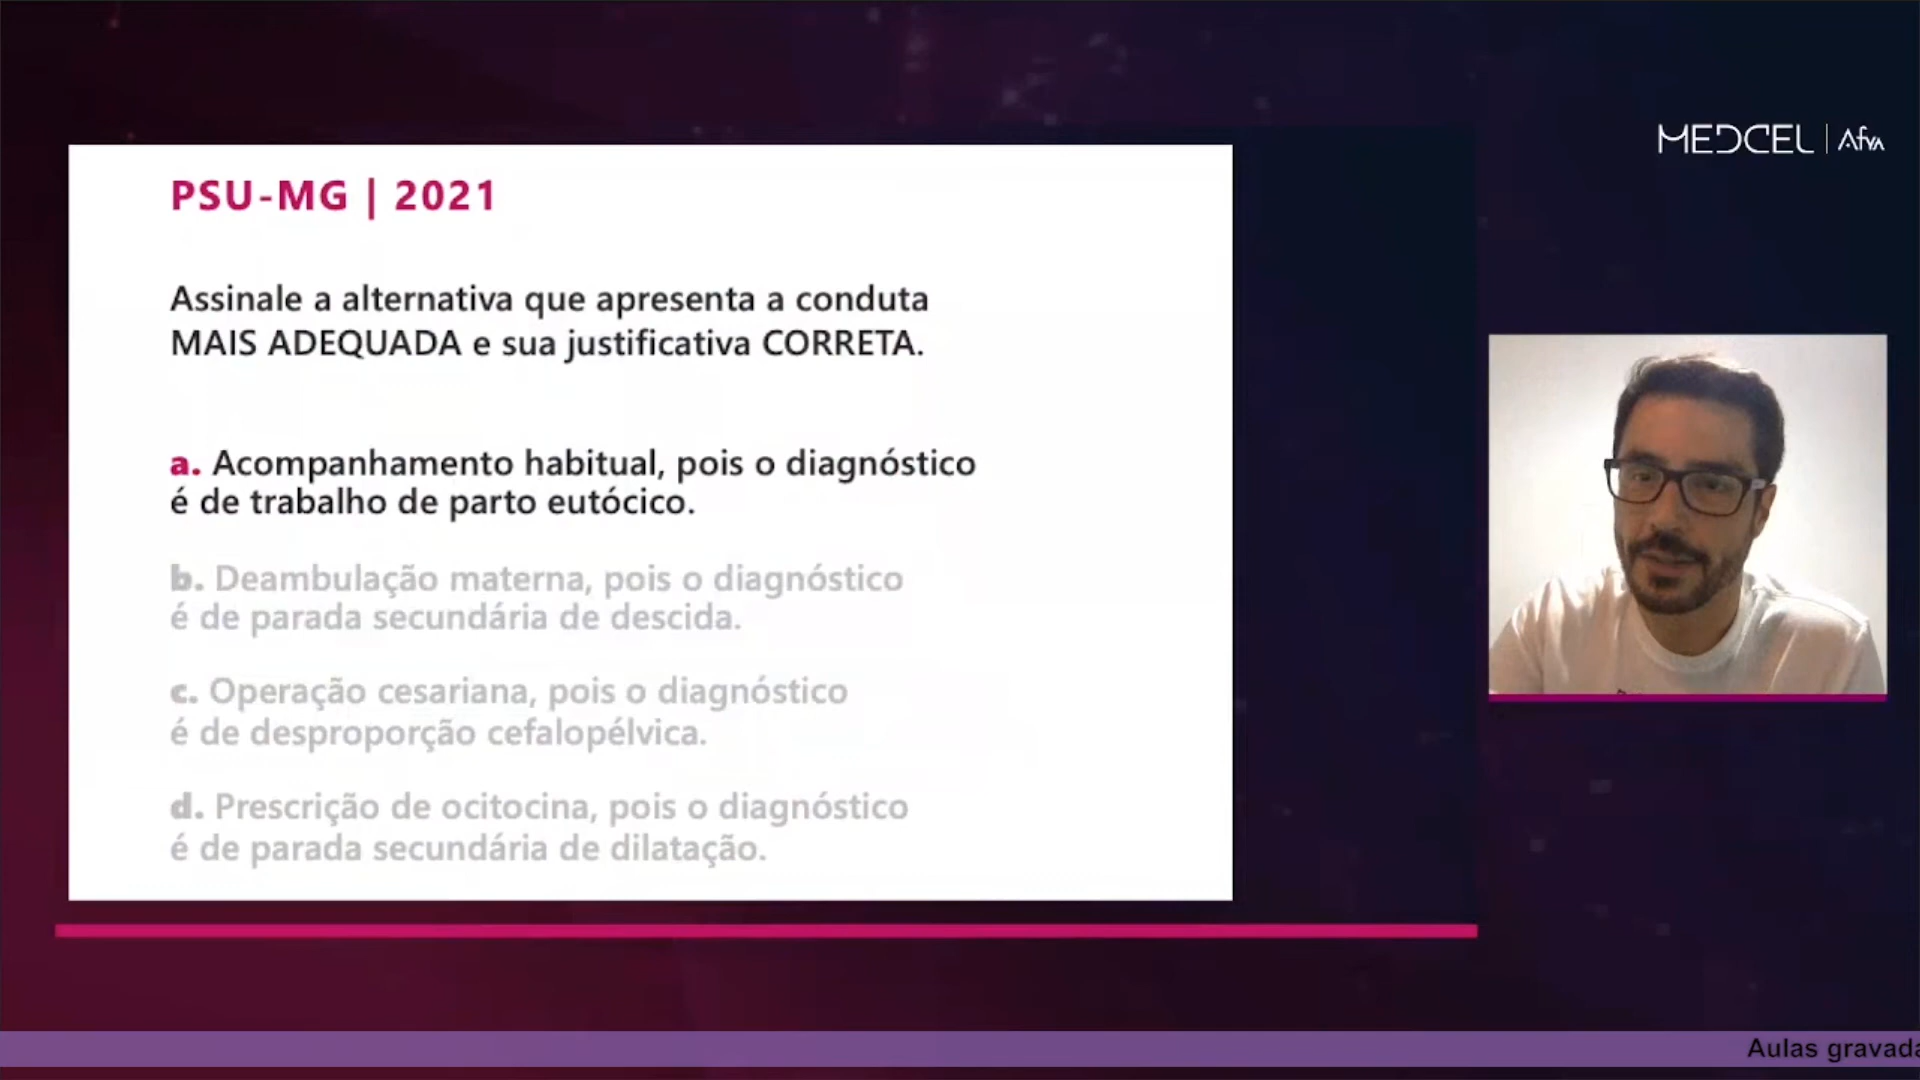 MEDCEL | Afya
PSU-MG | 2021
Assinale a alternativa que apresenta a conduta
MAIS ADEQUADA e sua justificativa CORRETA.
a. Acompanhamento habitual, pois o diagnóstico
é de trabalho de parto eutócico.
b. Deambulação materna, pois o diagnóstico
é de parada secundária de descida.
c. Operação cesariana, pois o diagnóstico
é de desproporção cefalopélvica.
d. Prescrição de ocitocina, pois o diagnóstico
é de parada secundária de dilatação.
Aulas gravada